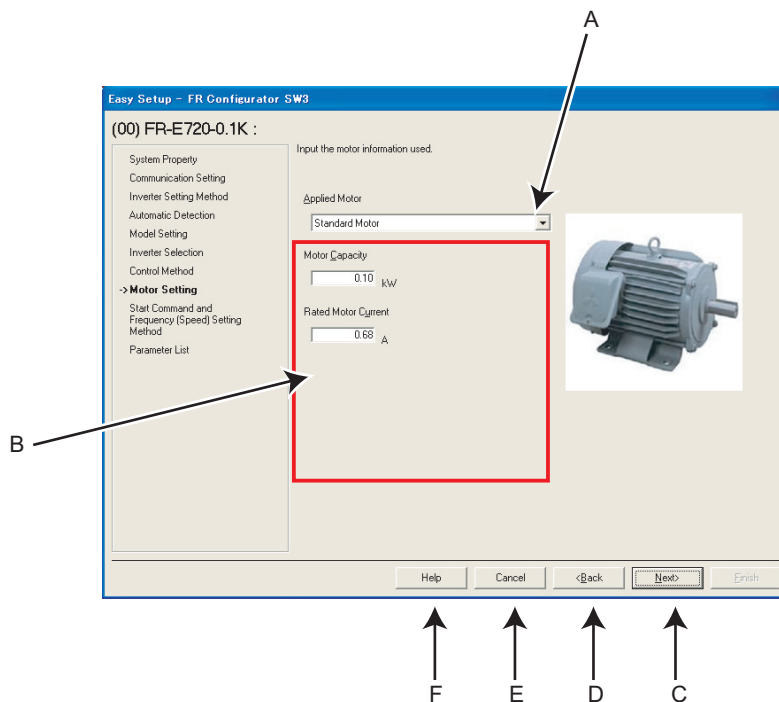 A
Easy Setup - FR Configurator SW3
(00) FR-E720-0.1K :
System Property
Communication Setting
Inverter Setting Method
Automatic Detection
Model Setting
Inverter Selection
Control Method
->Motor Setting
Start Command and
Frequency (Speed) Setting
Method
Parameter List
Input the motor information used.
Applied Motor
Standard Motor
Motor Capacity
0.10 kW
Rated Motor Current
0.68 A
B
Help Cancel <Back Next> Finish
F E D C